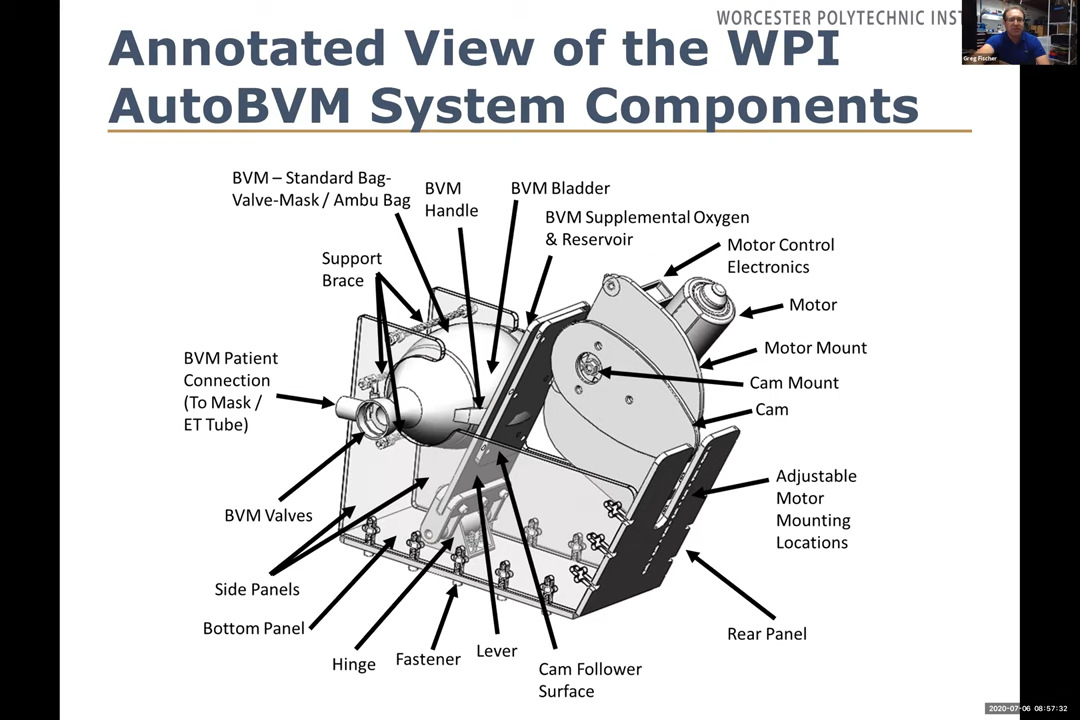 WORCESTER POLYTECHNIC INST
Annotated View of the WPI
AutoBVM System Components
Greg Fischer
BVM – Standard Bag-
Valve-Mask / Ambu Bag
BVM
Handle
BVM Bladder
BVM Supplemental Oxygen
& Reservoir
Motor Control
Electronics
Support
Brace
Motor
Motor Mount
BVM Patient
Connection
(To Mask /
ET Tube)
Cam Mount
Cam
Adjustable
Motor
Mounting
Locations
BVM Valves
Side Panels
Bottom Panel
Rear Panel
Hinge
Fastener
Lever
Cam Follower
Surface
2020-07-06 08:57:32